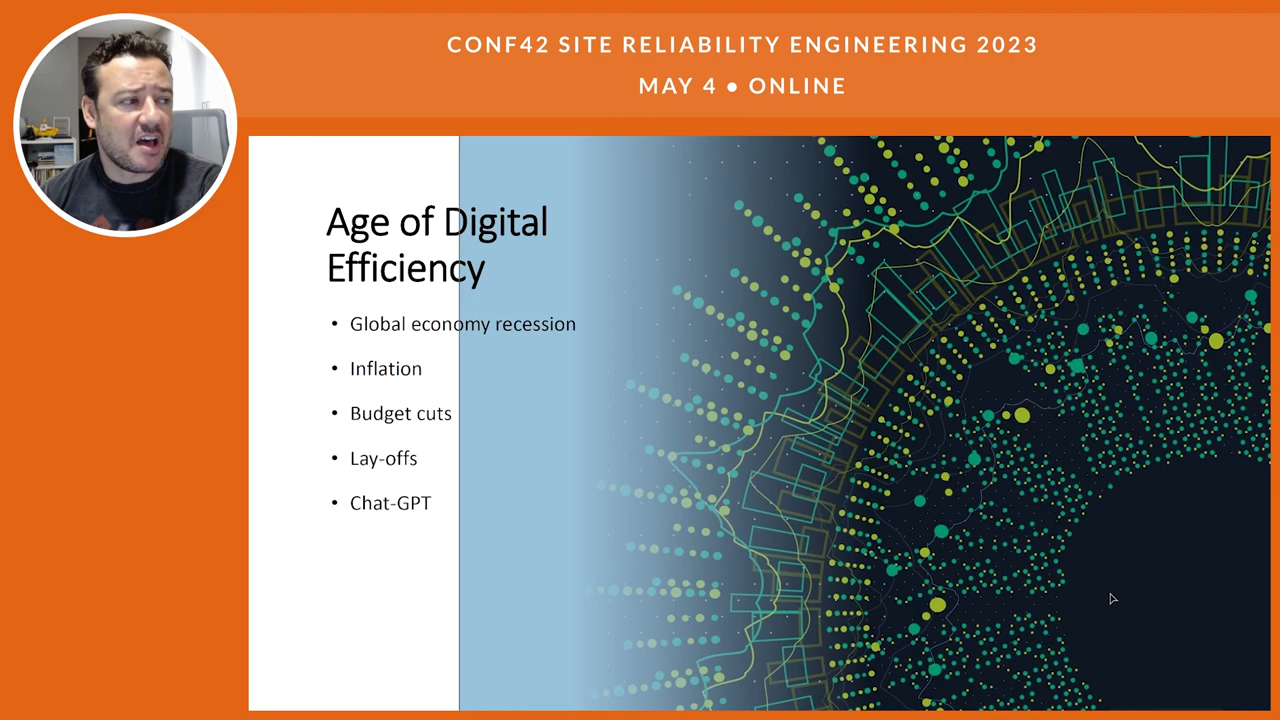 CONF42 SITE RELIABILITY ENGINEERING 2023
MAY 4 • ONLINE
Age of Digital
Efficiency
• Global economy recession
• Inflation
• Budget cuts
• Lay-offs
• Chat-GPT